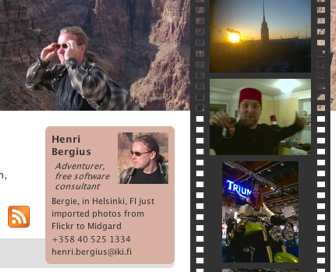 Henri
Bergius
Adventurer,
free software
consultant
Bergie, in Helsinki, FI just
imported photos from
Flickr to Midgard
+358 40 525 1334
henri.bergius@iki.fi
TRIUM